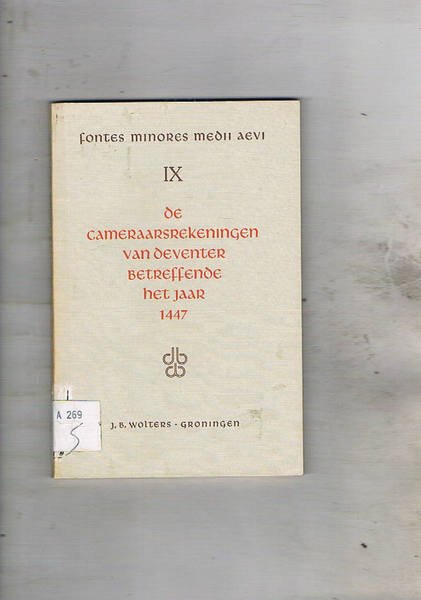 fontes minores medii aevi
IX
de
cameraarsrekeningen
van deventer
betreffende
het jaar
1447
A 269
5
J.B. Wolters · Groningen